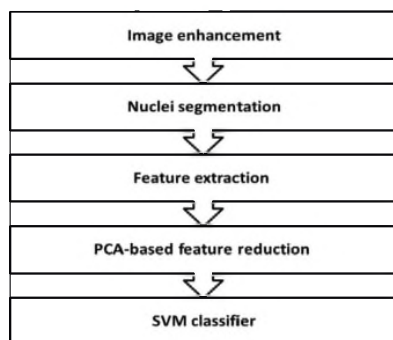 Image enhancement
Nuclei segmentation
Feature extraction
PCA-based feature reduction
SVM classifier